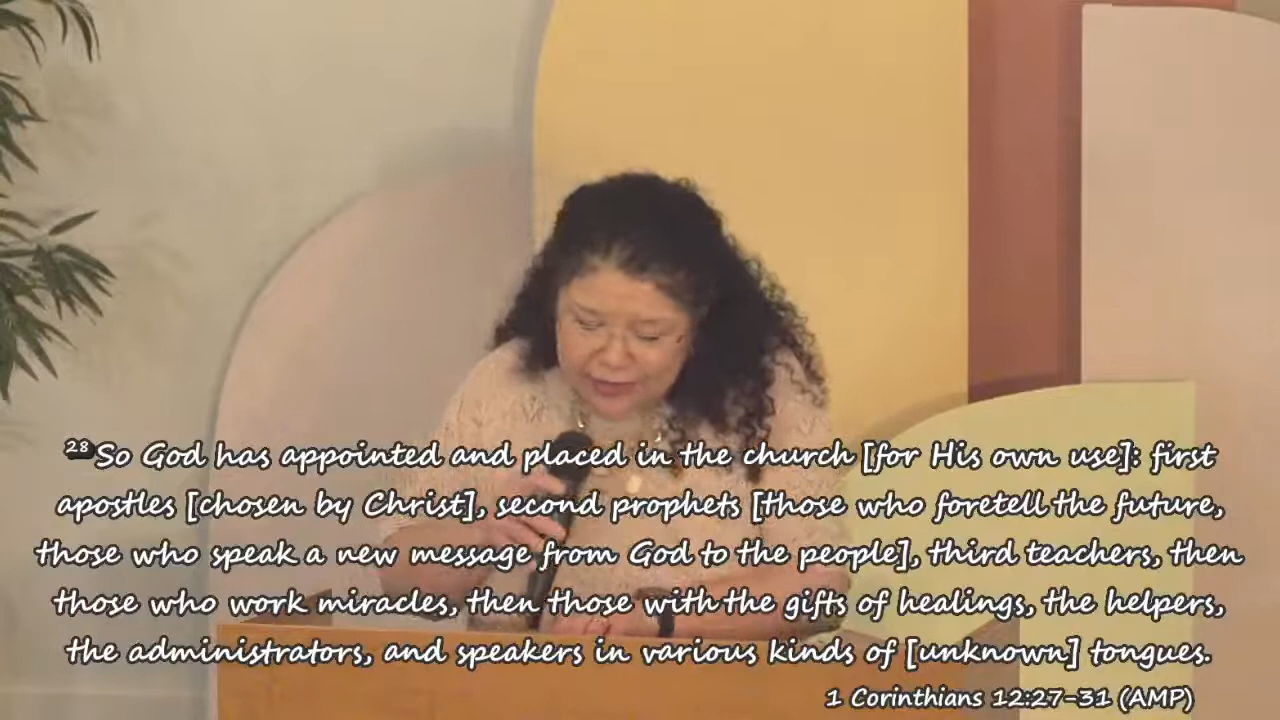 ²⁸So God has appointed and placed in the church [for His own use]: first
apostles [chosen by Christ], second prophets [those who foretell the future,
those who speak a new message from God to the people], third teachers, then
those who work miracles, then those with the gifts of healings, the helpers,
the administrators, and speakers in various kinds of [unknown] tongues.
1 Corinthians 12:27-31 (AMP)